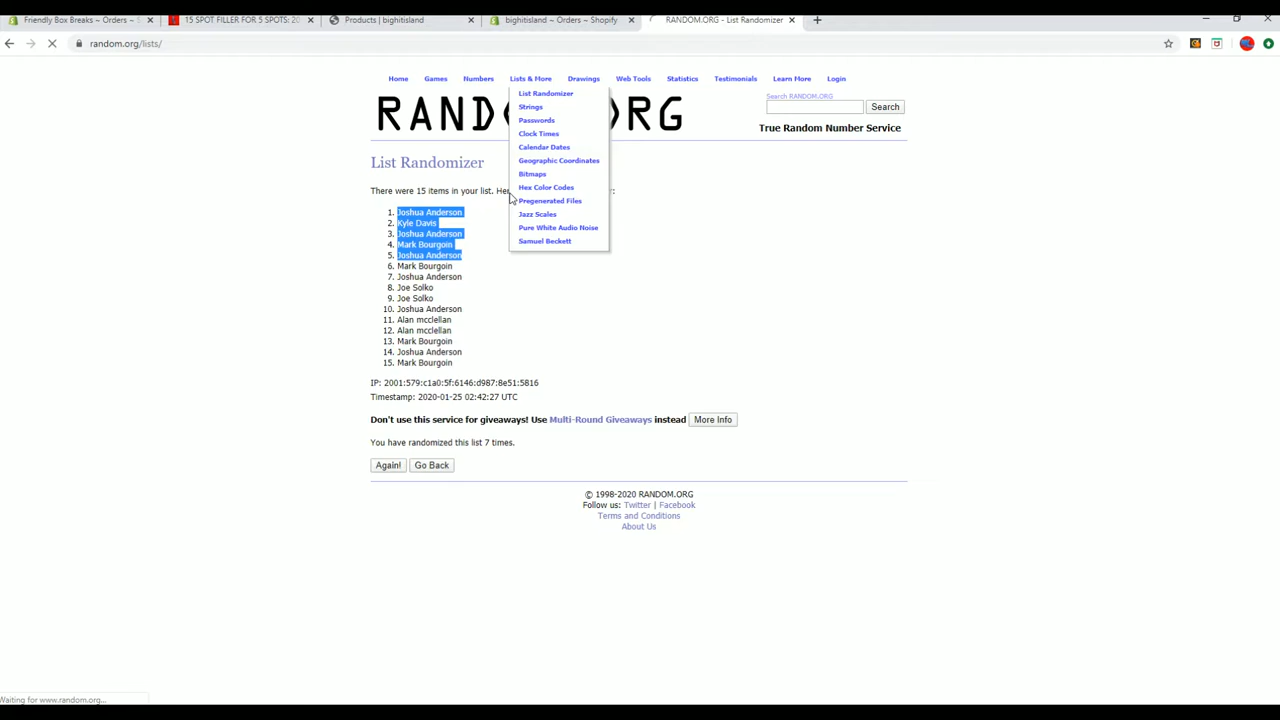 Friendly Box Breaks ~ Orders ~
15 SPOT FILLER FOR 5 SPOTS: 20
Products | bighitisland
bighitisland ~ Orders ~ Shopify
RANDOM.ORG - List Randomizer
random.org/lists/
Home Games Numbers Lists & More Drawings Web Tools Statistics Testimonials Learn More Login
List Randomizer
Strings
Passwords
Clock Times
Calendar Dates
Geographic Coordinates
Bitmaps
Hex Color Codes
Pregenerated Files
Jazz Scales
Pure White Audio Noise
Samuel Beckett
Search RANDOM.ORG
Search
True Random Number Service
List Randomizer
There were 15 items in your list. Her
1. Joshua Anderson
2. Kyle Davis
3. Joshua Anderson
4. Mark Bourgoin
5. Joshua Anderson
6. Mark Bourgoin
7. Joshua Anderson
8. Joe Solko
9. Joe Solko
10. Joshua Anderson
11. Alan mcclellan
12. Alan mcclellan
13. Mark Bourgoin
14. Joshua Anderson
15. Mark Bourgoin
IP: 2001:579:c1a0:5f:6146:d987:8e51:5816
Timestamp: 2020-01-25 02:42:27 UTC
Don't use this service for giveaways! Use Multi-Round Giveaways instead More Info
You have randomized this list 7 times.
Again! Go Back
© 1998-2020 RANDOM.ORG
Follow us: Twitter | Facebook
Terms and Conditions
About Us
Waiting for www.random.org...